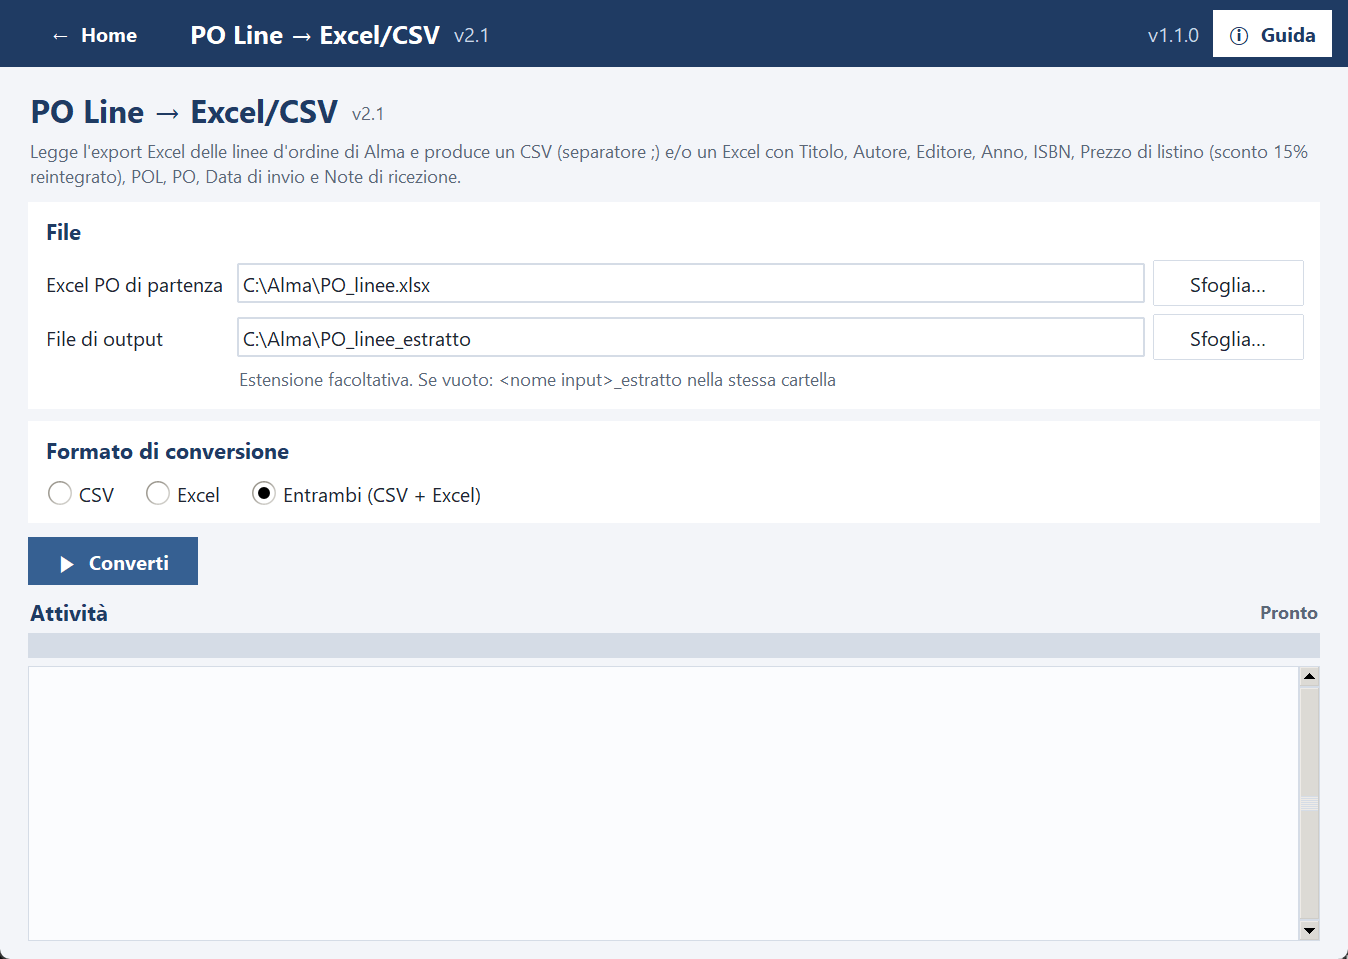 ← Home PO Line → Excel/CSV v2.1 v1.1.0 ⓘ Guida
PO Line → Excel/CSV v2.1
Legge l'export Excel delle linee d'ordine di Alma e produce un CSV (separatore ;) e/o un Excel con Titolo, Autore, Editore, Anno, ISBN, Prezzo di listino (sconto 15%
reintegrato), POL, PO, Data di invio e Note di ricezione.
File
Excel PO di partenza C:\Alma\PO_linee.xlsx Sfoglia...
File di output C:\Alma\PO_linee_estratto Sfoglia...
Estensione facoltativa. Se vuoto: <nome input>_estratto nella stessa cartella
Formato di conversione
CSV Excel Entrambi (CSV + Excel)
▶ Converti
Attività Pronto